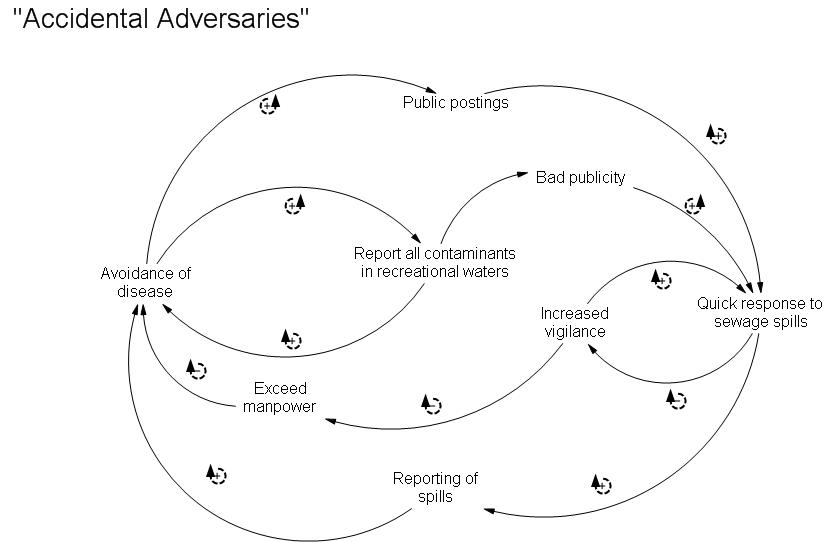 "Accidental Adversaries"
Public postings
Bad publicity
Report all contaminants
in recreational waters
Avoidance of
disease
Increased
vigilance
Quick response to
sewage spills
Exceed
manpower
Reporting of
spills